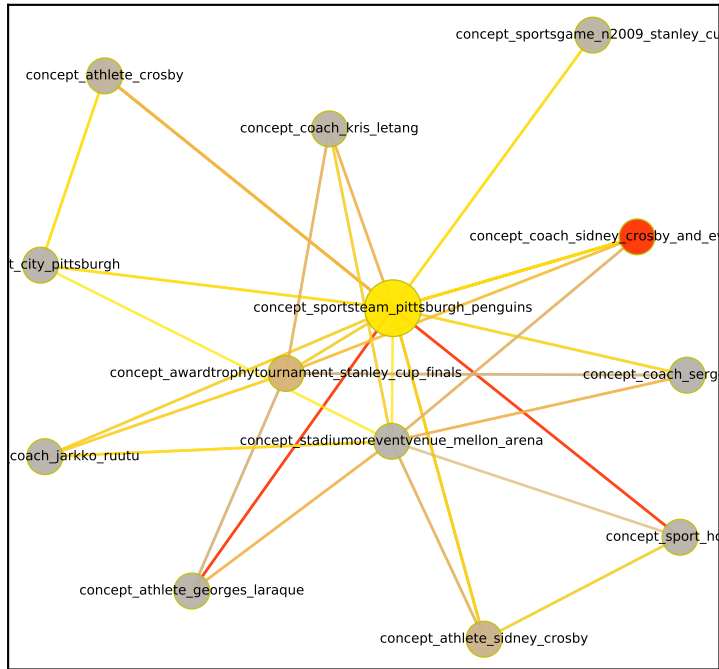 concept_sportsgame_n2009_stanley_cu
concept_athlete_crosby
concept_coach_kris_letang
concept_coach_sidney_crosby_and_ev
t_city_pittsburgh
concept_sportsteam_pittsburgh_penguins
concept_awardtrophytournament_stanley_cup_finals
concept_coach_serg
concept_stadiumoreventvenue_mellon_arena
coach_jarkko_ruutu
concept_sport_ho
concept_athlete_georges_laraque
concept_athlete_sidney_crosby